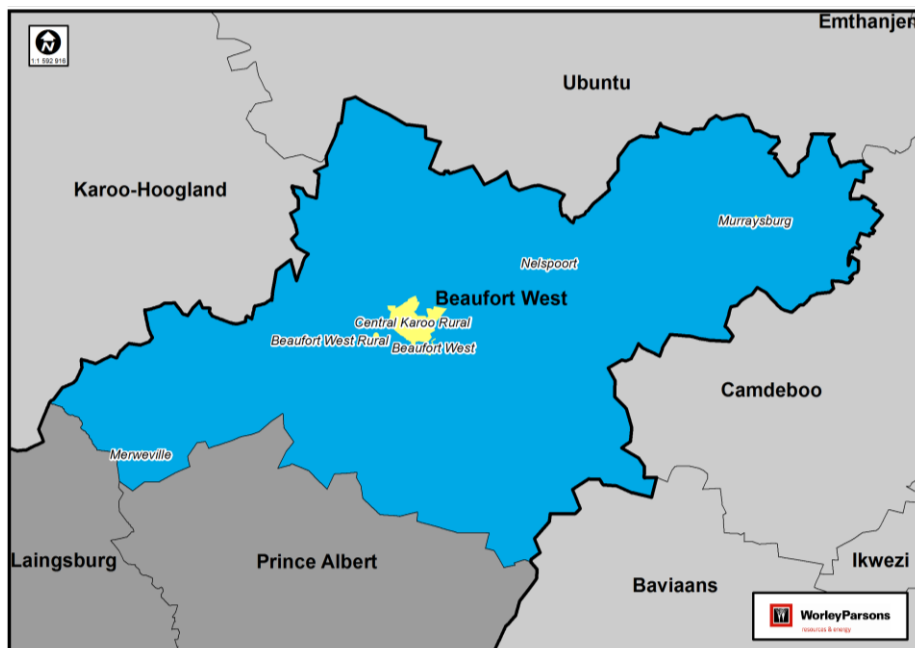 Emthanjen
N
1:1 592 916
Ubuntu
Karoo-Hoogland
Murraysburg
Nelspoort
Beaufort West
Central Karoo Rural
Beaufort West Rural
Beaufort West
Camdeboo
Merweville
Laingsburg
Prince Albert
Ikwezi
Baviaans
WorleyParsons
resources & energy